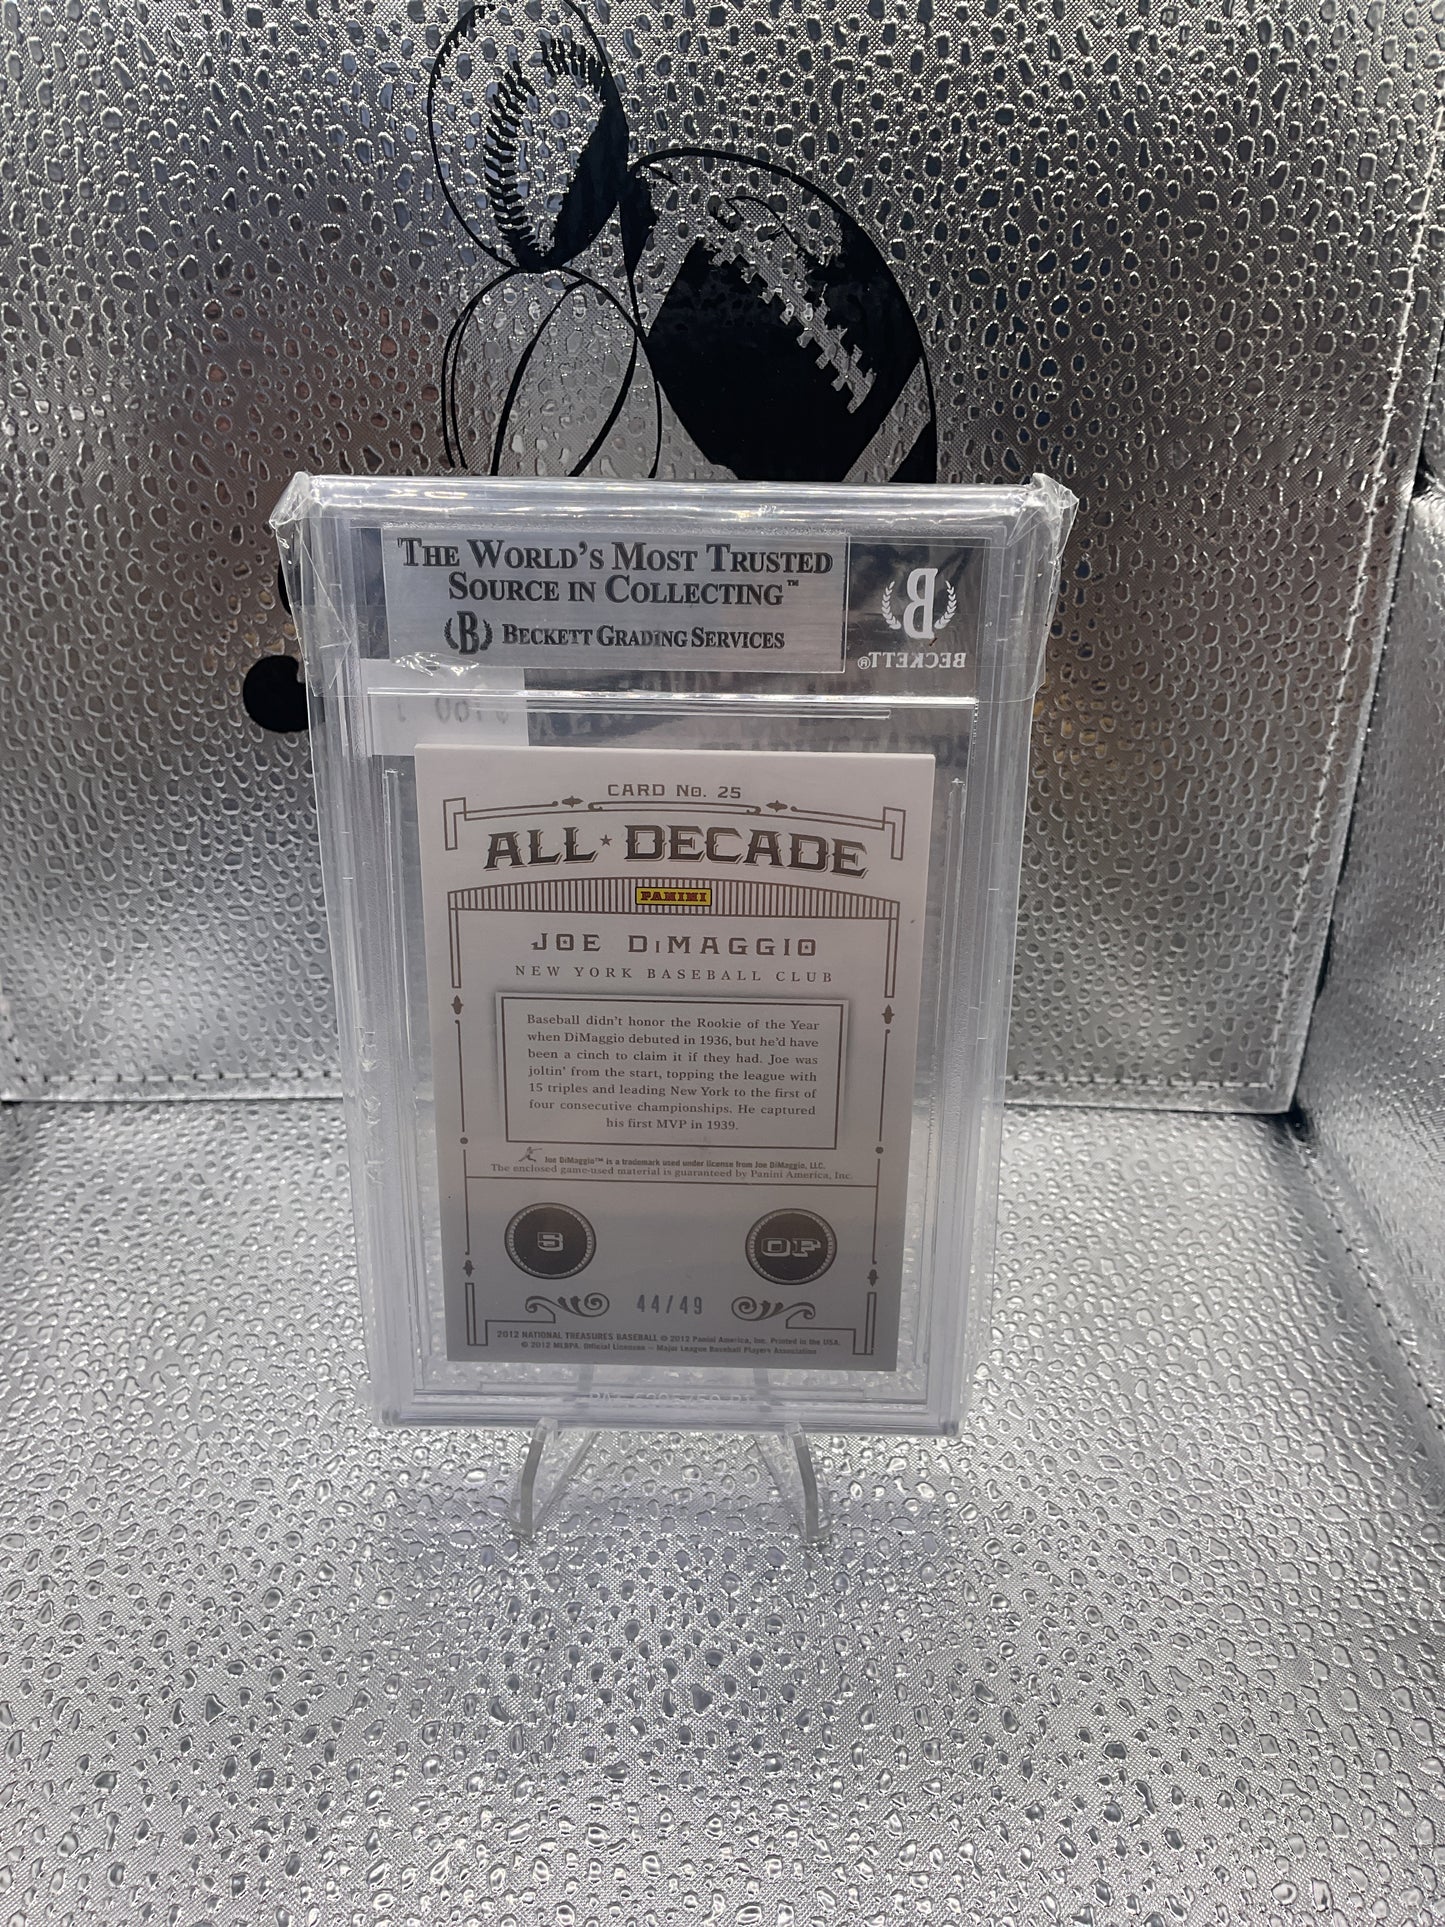 THE WORLD'S MOST TRUSTED
SOURCE IN COLLECTING™
B BECKETT GRADING SERVICES
B
BECKETT®
CARD No. 25
ALL★DECADE
PANINI
JOE DiMAGGIO
NEW YORK BASEBALL CLUB
Baseball didn't honor the Rookie of the Year
when DiMaggio debuted in 1936, but he'd have
been a cinch to claim it if they had. Joe was
joltin' from the start, topping the league with
15 triples and leading New York to the first of
four consecutive championships. He captured
his first MVP in 1939.
Joe DiMaggio™ is a trademark used under license from Joe DiMaggio, LLC.
The enclosed game-used material is guaranteed by Panini America, Inc.
5
OF
44/49
2012 NATIONAL TREASURES BASEBALL © 2012 Panini America, Inc. Printed in the USA.
© 2012 MLBPA. Official Licensee – Major League Baseball Players Association